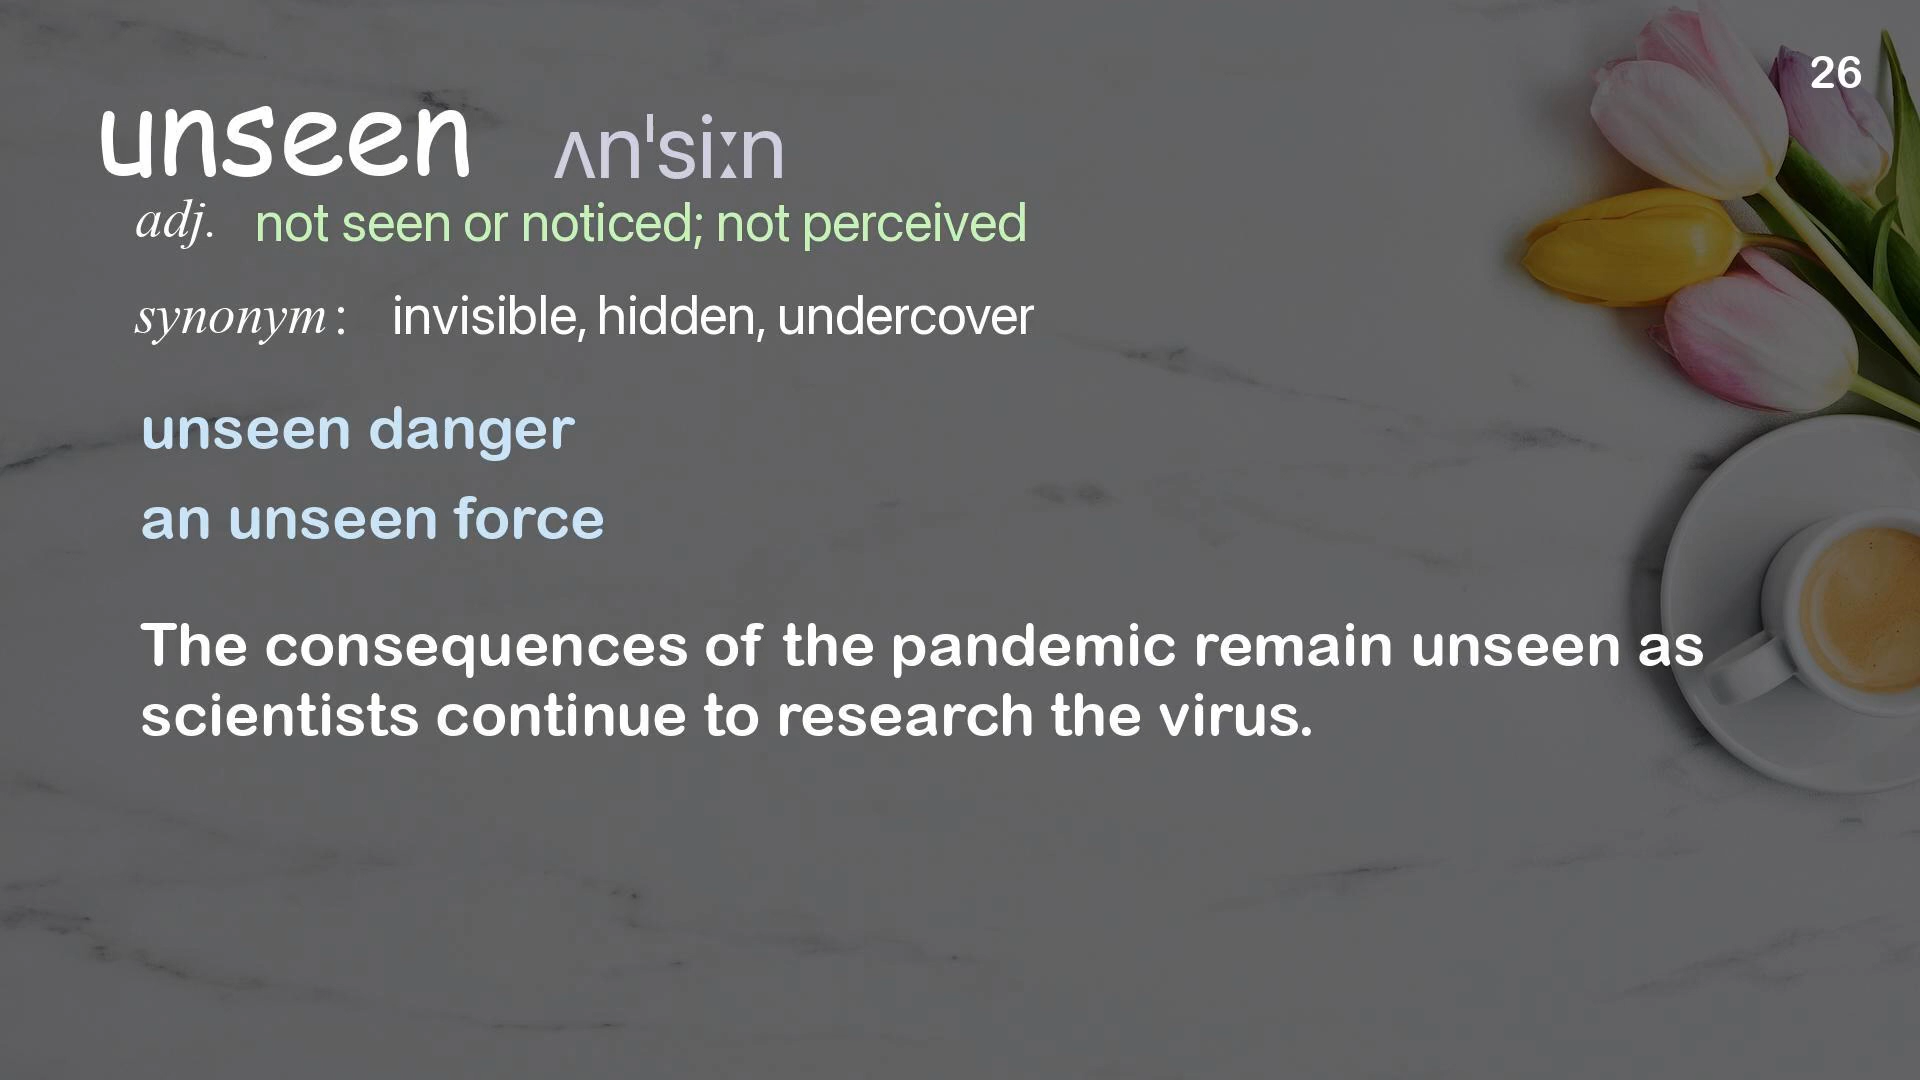 26
unseen ʌnˈsiːn
adj. not seen or noticed; not perceived
synonym: invisible, hidden, undercover
unseen danger
an unseen force
The consequences of the pandemic remain unseen as
scientists continue to research the virus.